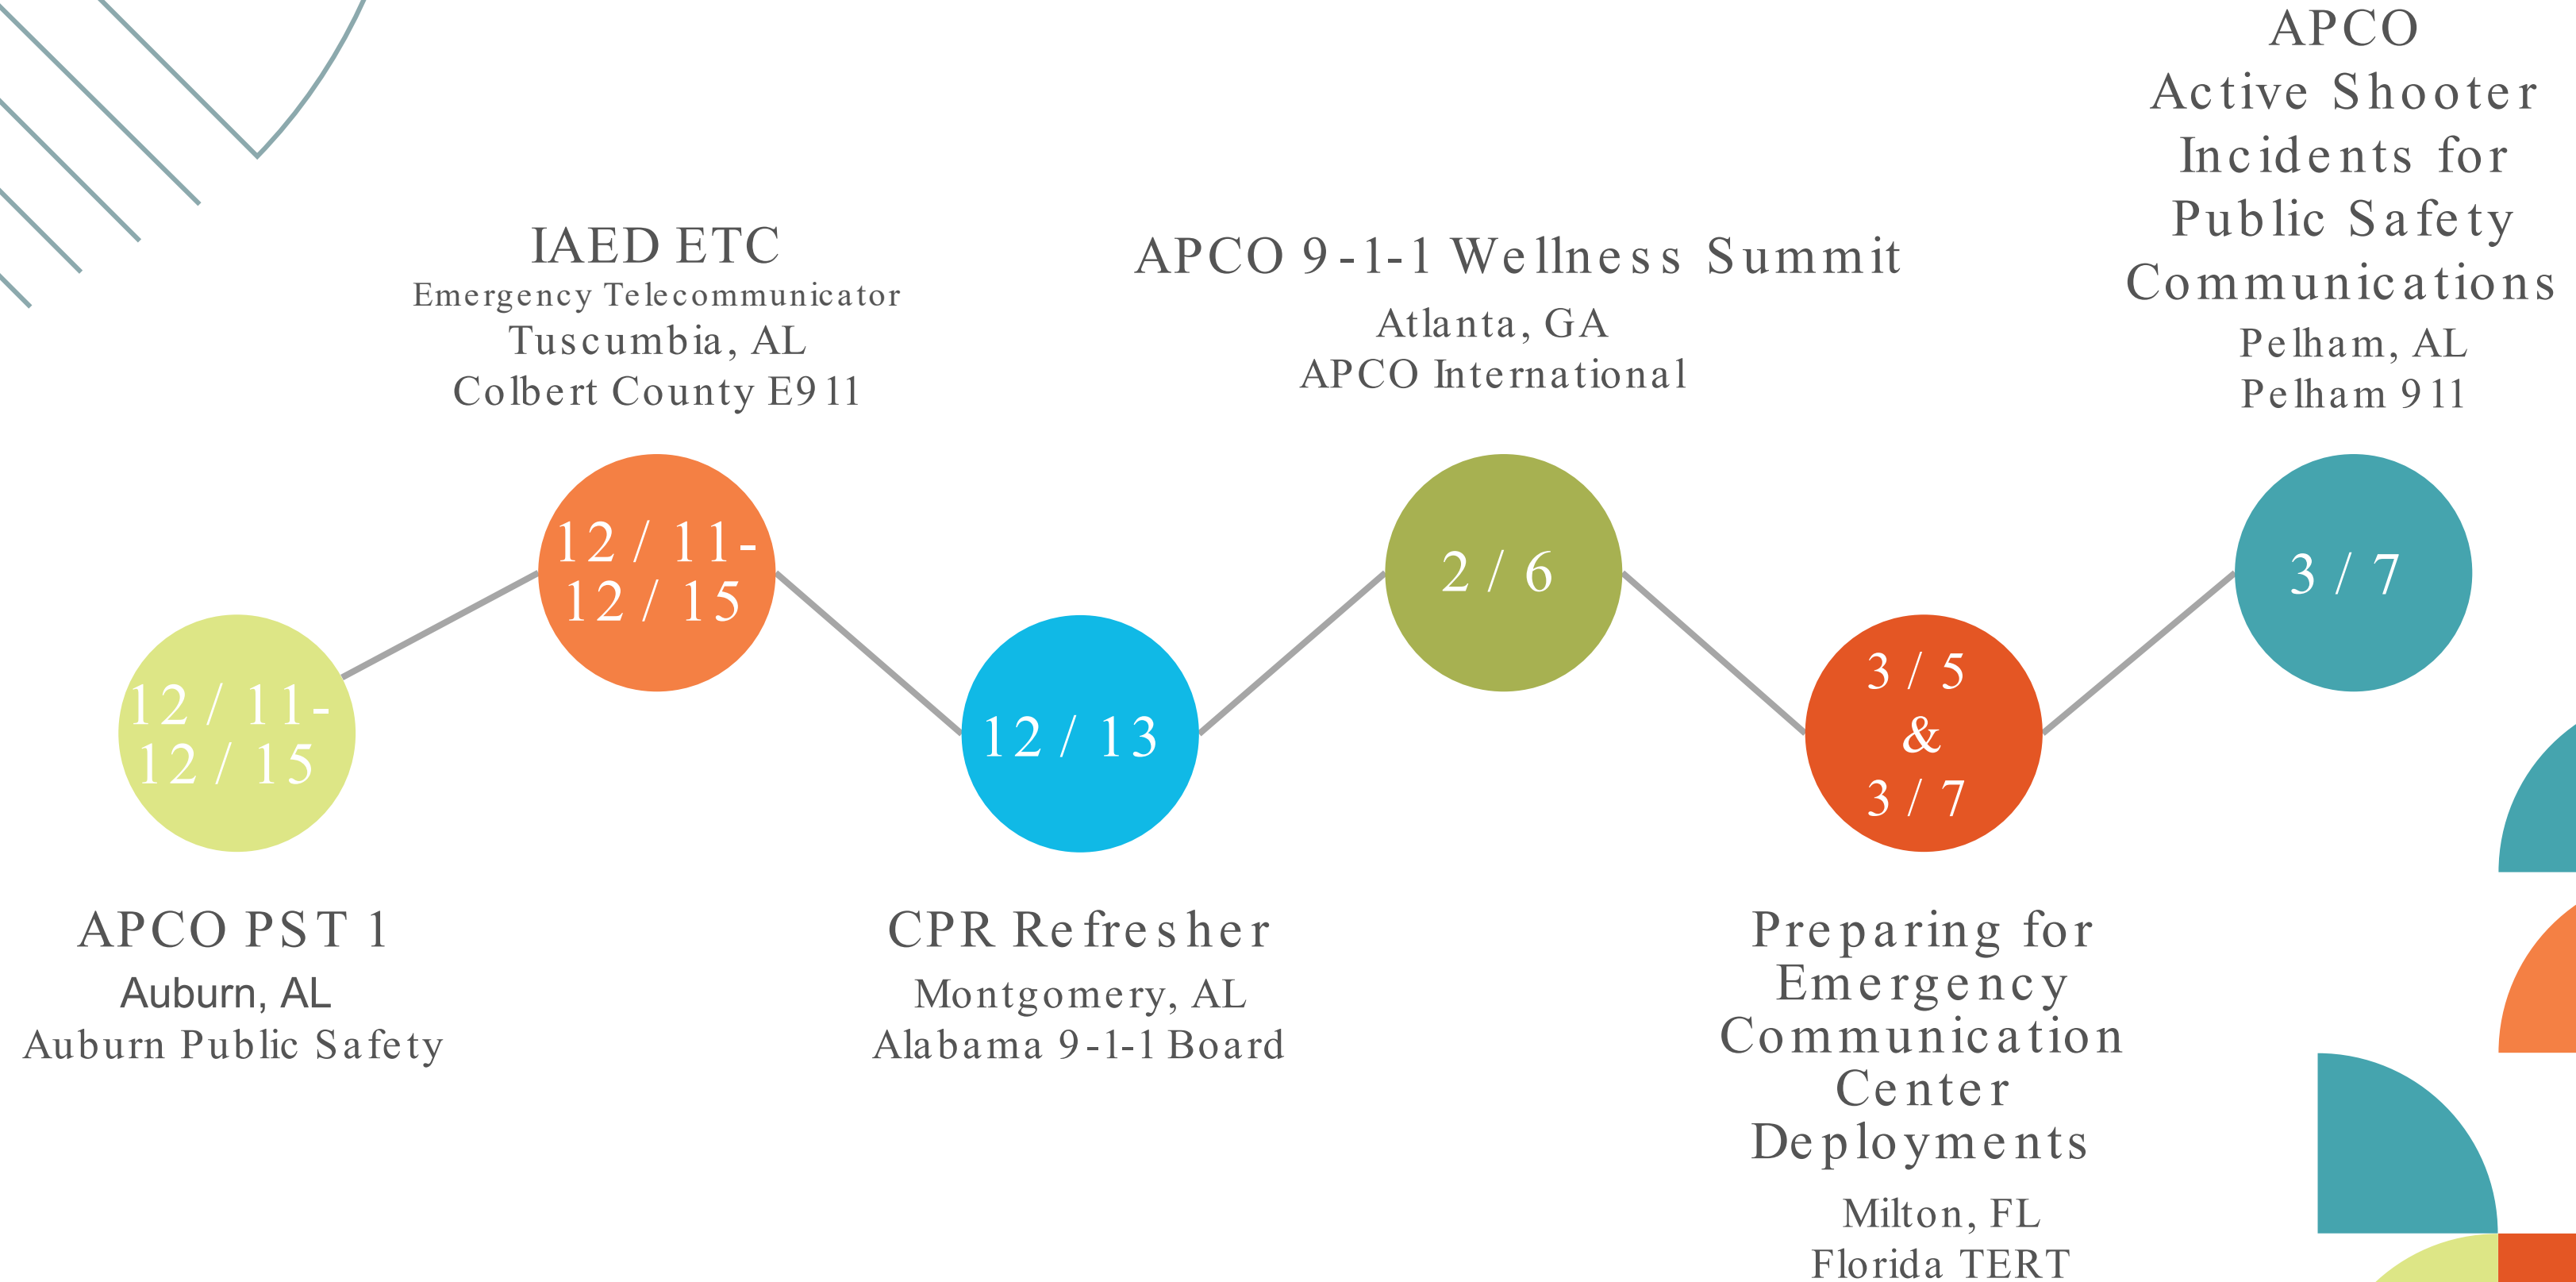 APCO PST 1
Auburn, AL
Auburn Public Safety
12 / 11-
12 / 15
IAED ETC
Emergency Telecommunicator
Tuscumbia, AL
Colbert County E911
12 / 11-
12 / 15
CPR Refresher
Montgomery, AL
Alabama 9-1-1 Board
12 / 13
APCO 9-1-1 Wellness Summit
Atlanta, GA
APCO International
2 / 6
3 / 5
&
3 / 7
Preparing for
Emergency
Communication
Center
Deployments
Milton, FL
Florida TERT
APCO
Active Shooter
Incidents for
Public Safety
Communications
Pelham, AL
Pelham 911
3 / 7